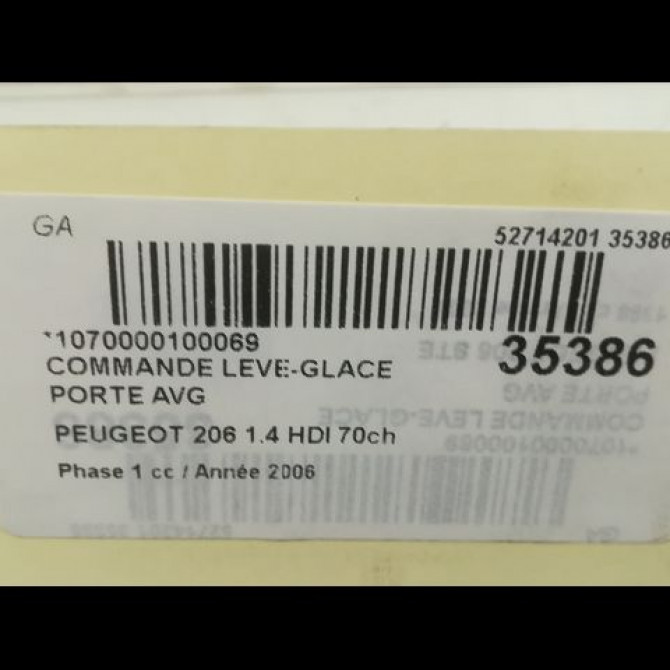 GA
52714201 35386
*1070000100069
35386
COMMANDE LEVE-GLACE
PORTE AVG
PEUGEOT 206 1.4 HDI 70ch
Phase 1 cc / Année 2006